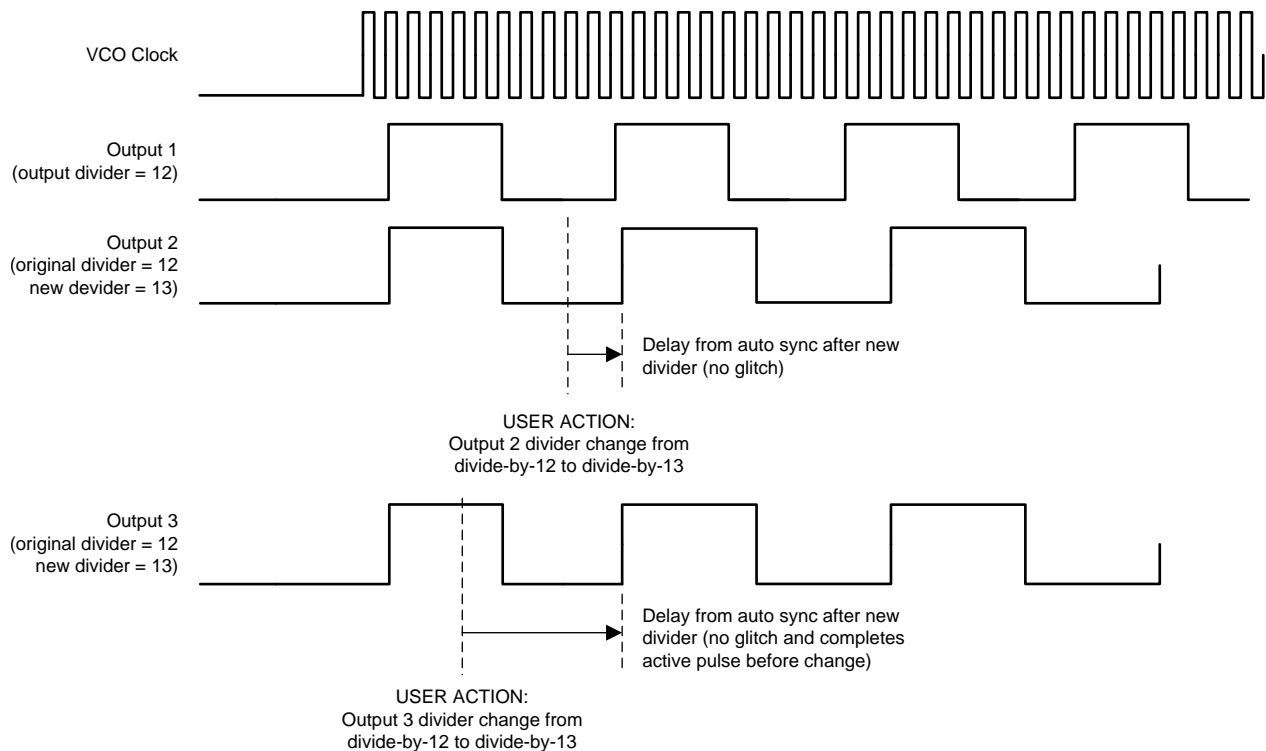 VCO Clock
Output 1
(output divider = 12)
Output 2
(original divider = 12
new devider = 13)
Delay from auto sync after new
divider (no glitch)
USER ACTION:
Output 2 divider change from
divide-by-12 to divide-by-13
Output 3
(original divider = 12
new divider = 13)
Delay from auto sync after new
divider (no glitch and completes
active pulse before change)
USER ACTION:
Output 3 divider change from
divide-by-12 to divide-by-13